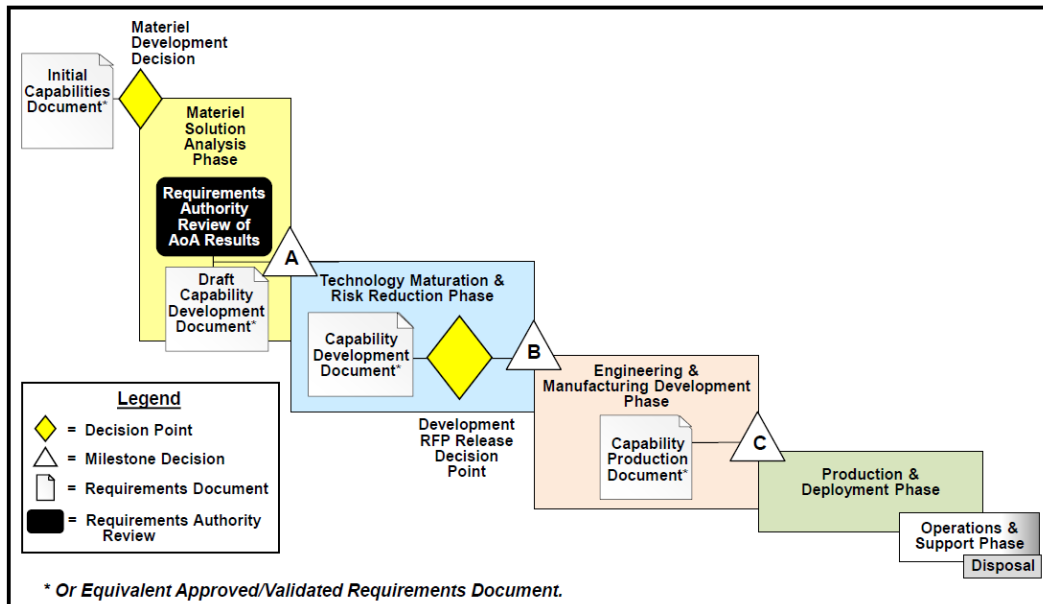 Materiel
Development
Decision
Initial
Capabilities
Document*
Materiel
Solution
Analysis
Phase
Requirements
Authority
Review of
AoA Results
A
Draft
Capability
Development
Document*
Technology Maturation &
Risk Reduction Phase
Capability
Development
Document*
B
Development
RFP Release
Decision
Point
Engineering &
Manufacturing Development
Phase
Capability
Production
Document*
C
Production &
Deployment Phase
Operations &
Support Phase
Disposal
Legend
= Decision Point
= Milestone Decision
= Requirements Document
= Requirements Authority
Review
* Or Equivalent Approved/Validated Requirements Document.